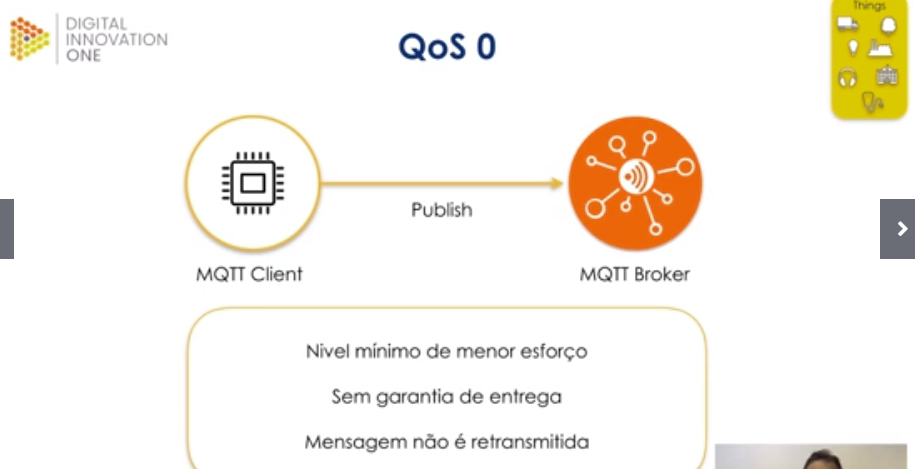 DIGITAL
INNOVATION
ONE
QoS 0
Things
Publish
MQTT Client
MQTT Broker
Nivel mínimo de menor esforço
Sem garantia de entrega
Mensagem não é retransmitida